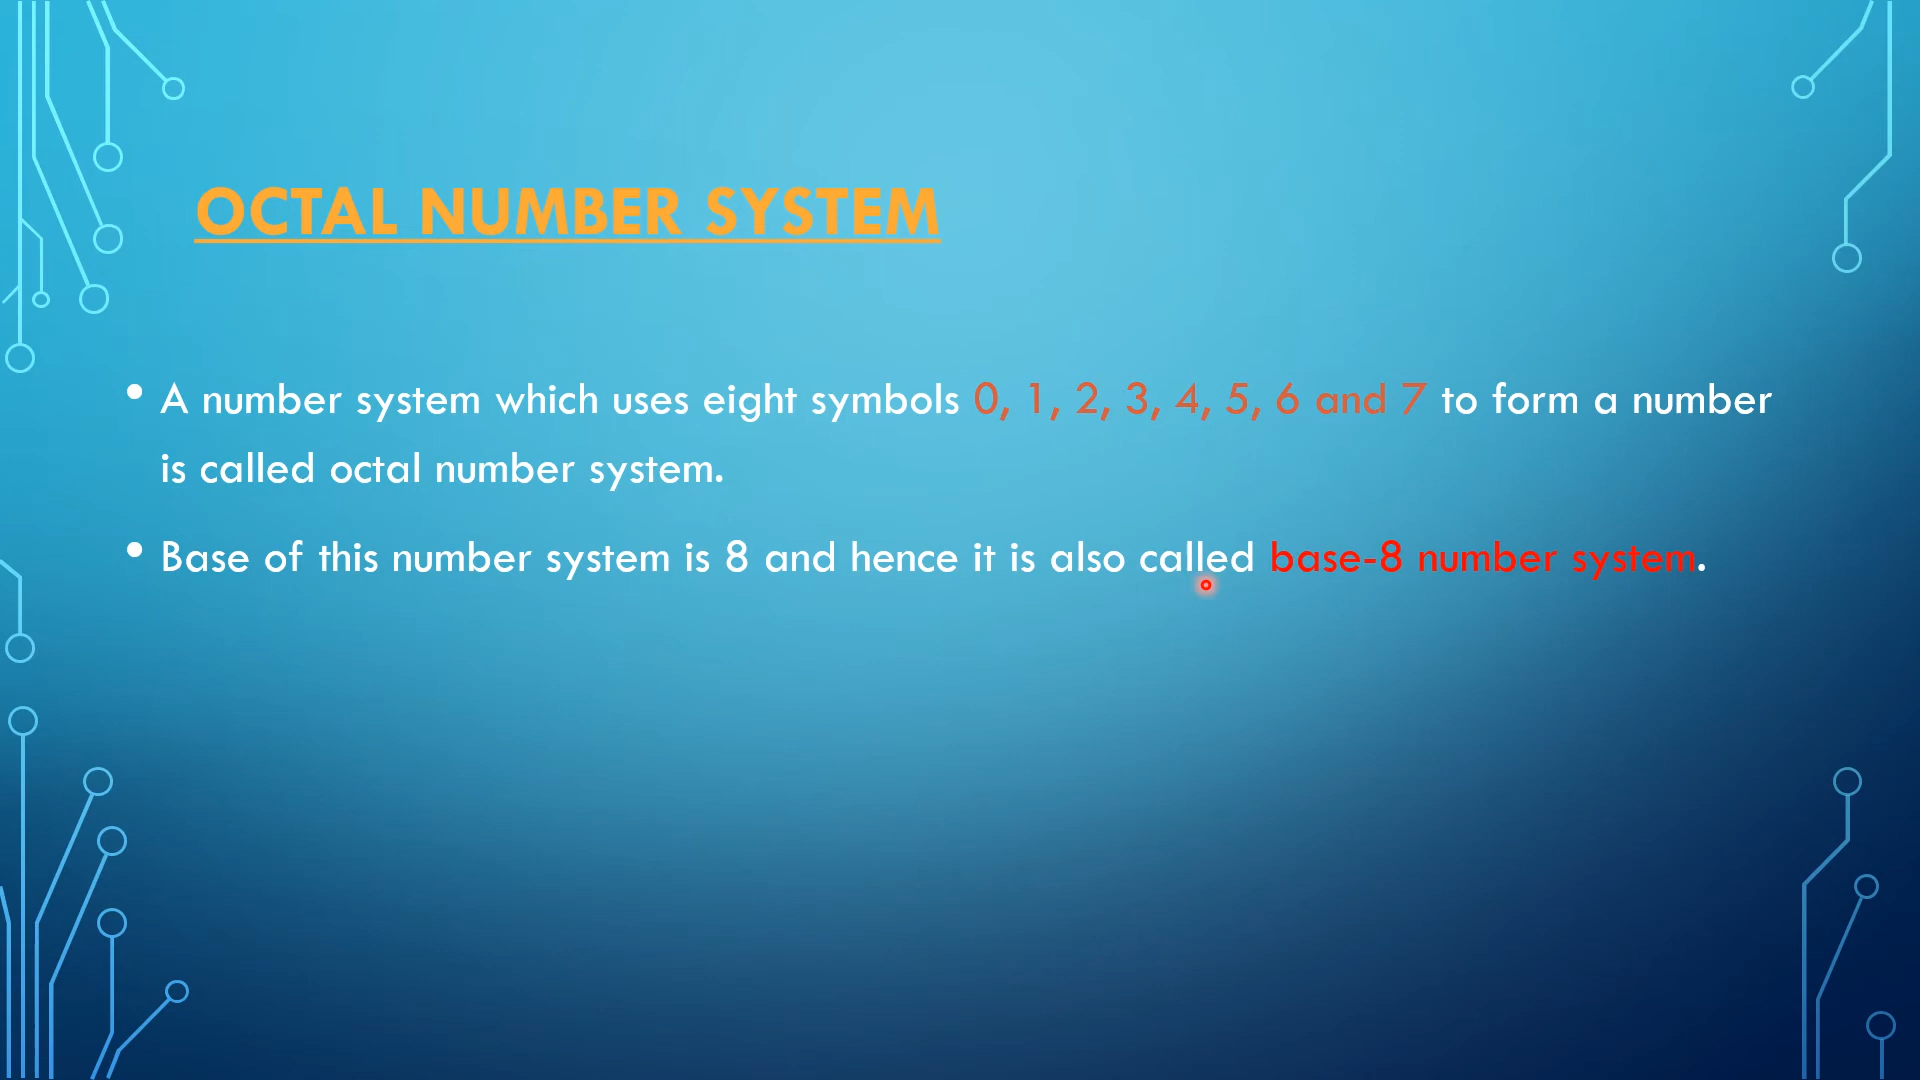 OCTAL NUMBER SYSTEM
• A number system which uses eight symbols 0, 1, 2, 3, 4, 5, 6 and 7 to form a number
is called octal number system.
• Base of this number system is 8 and hence it is also called base-8 number system.